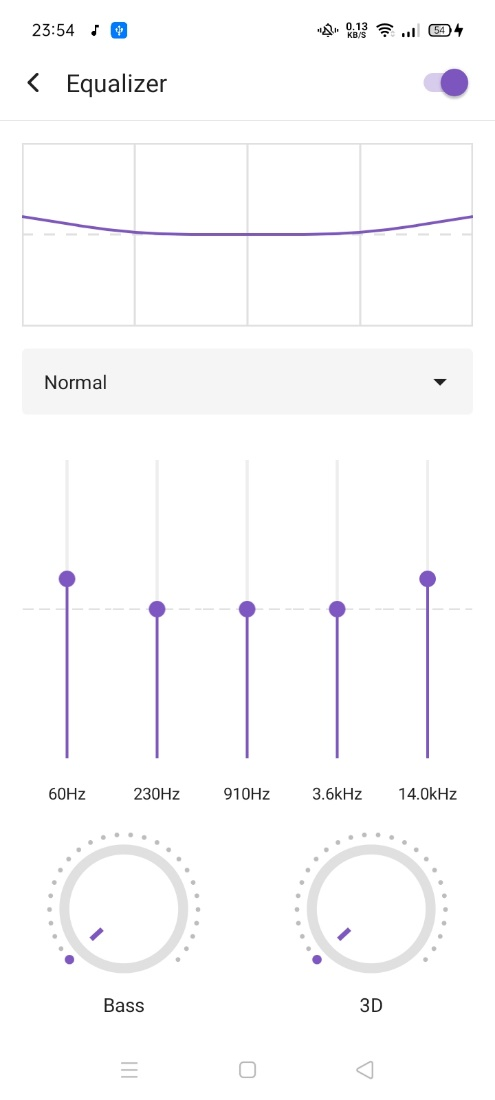 23:54
0.13
KB/S
54
Equalizer
Normal
60Hz 230Hz 910Hz 3.6kHz 14.0kHz
Bass 3D